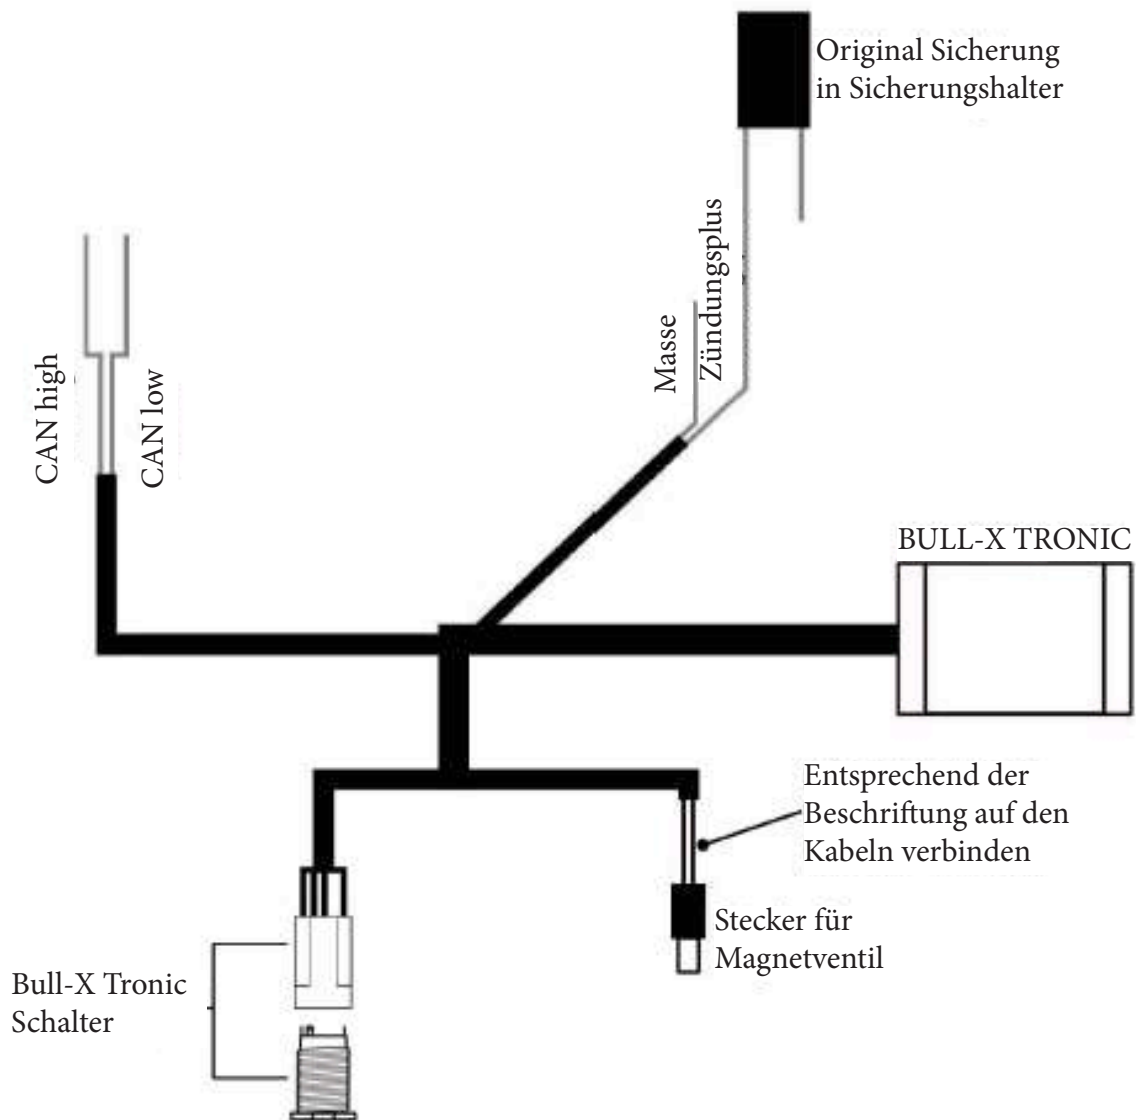 Original Sicherung
in Sicherungshalter
Masse
Zündungsplus
CAN high
CAN low
BULL-X TRONIC
Entsprechend der
Beschriftung auf den
Kabeln verbinden
Stecker für
Magnetventil
Bull-X Tronic
Schalter